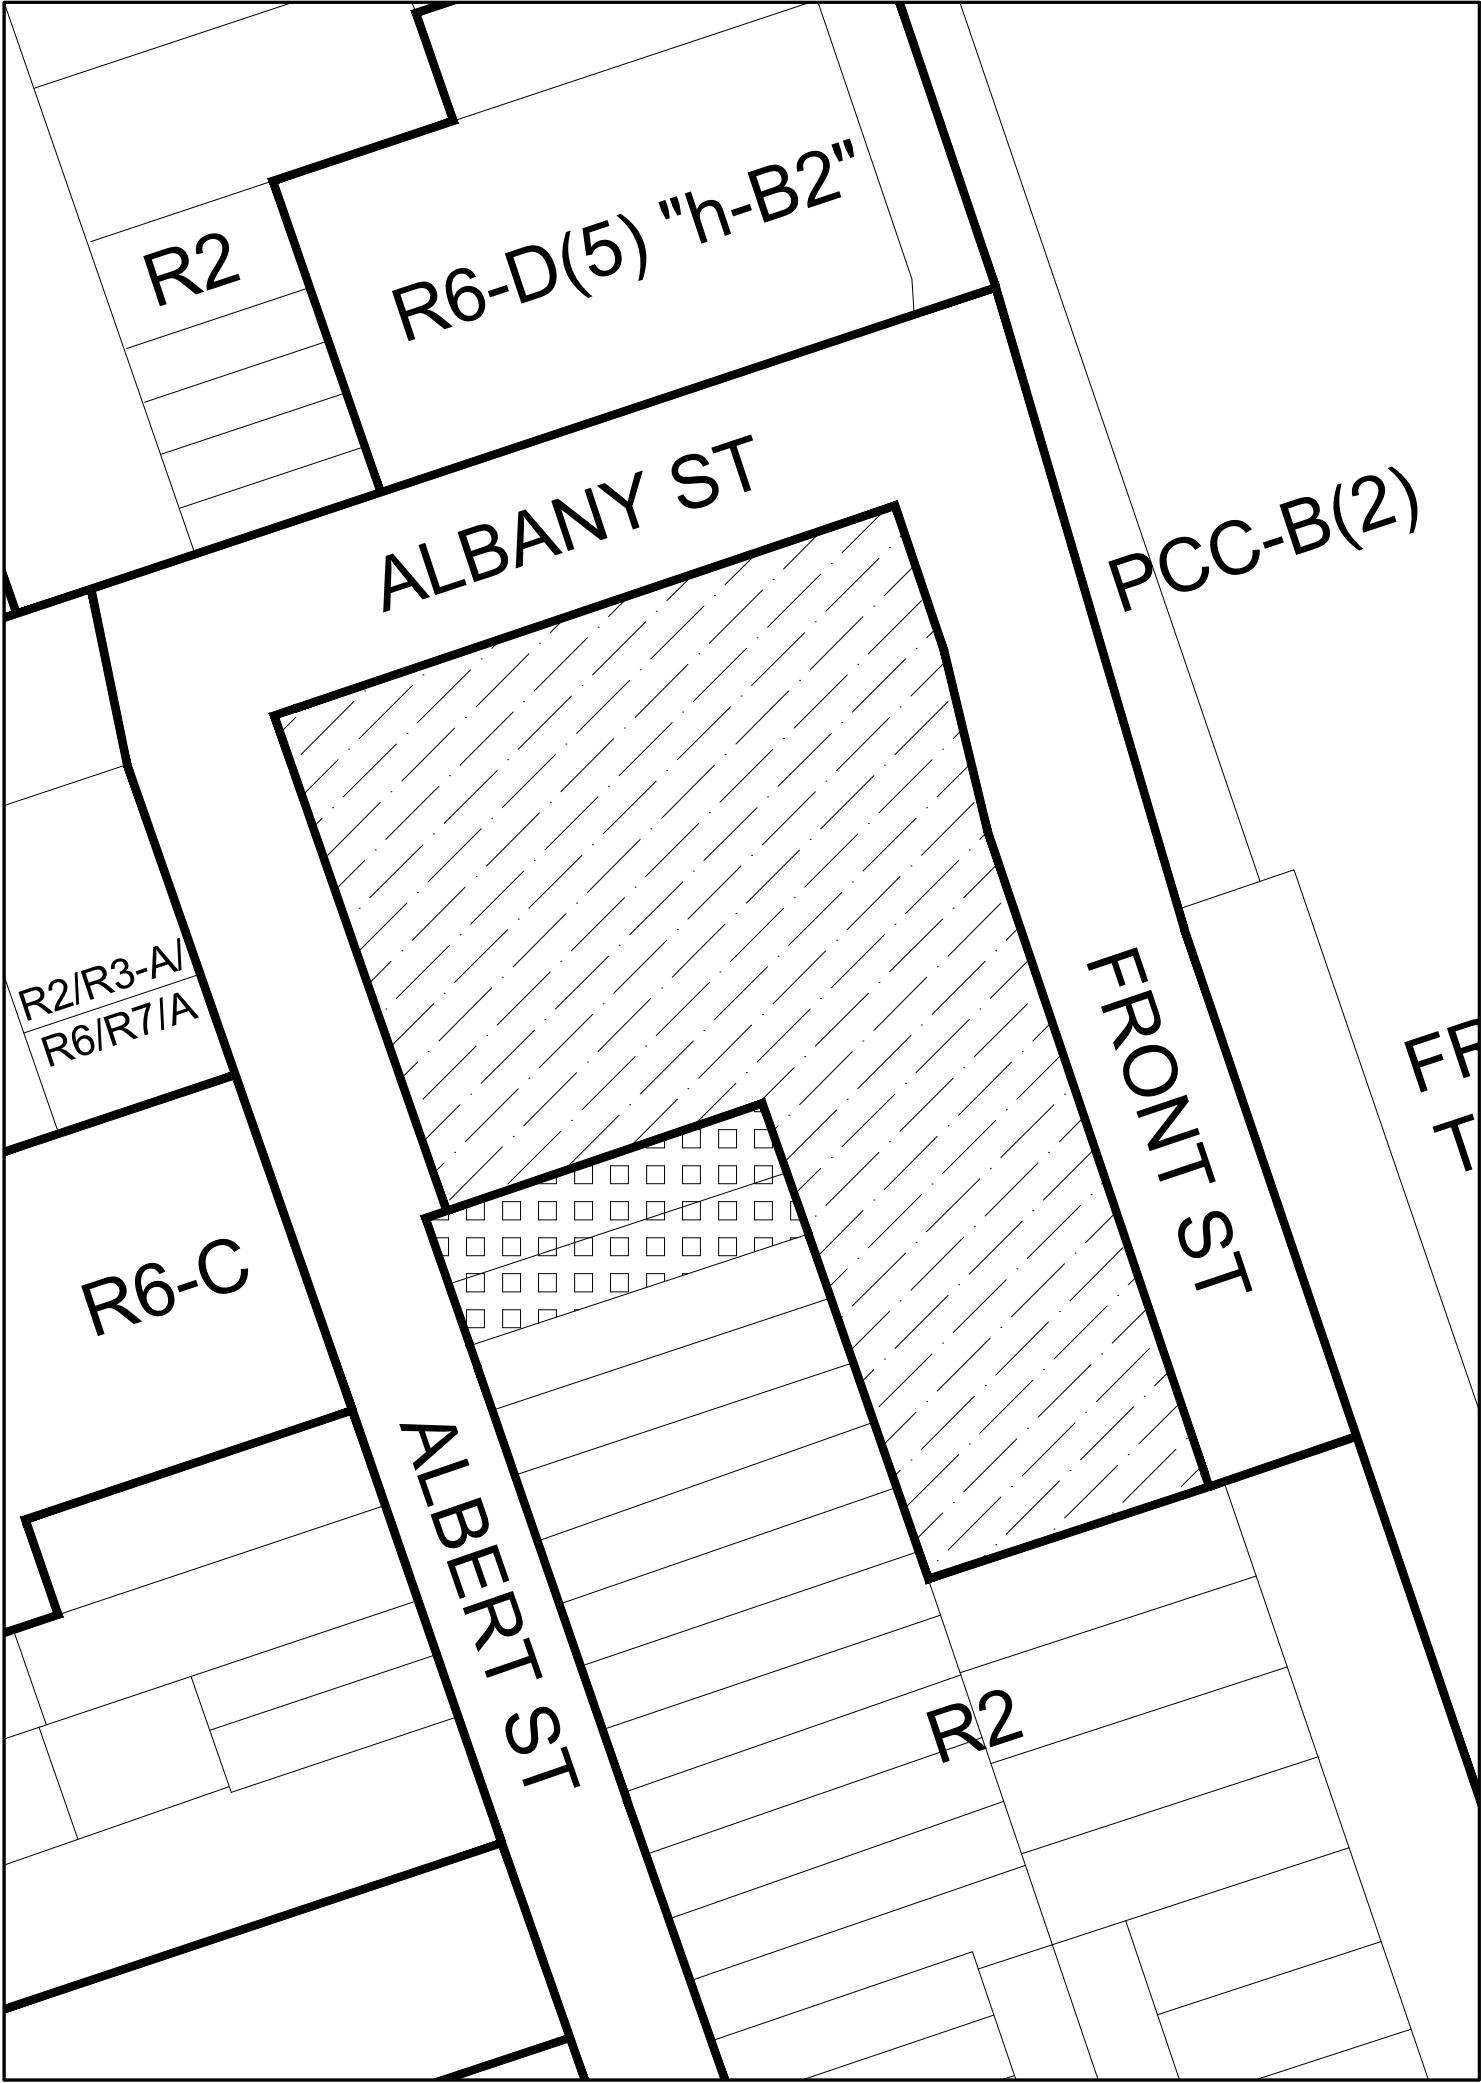 R2
R6-D(5) "h-B2"
ALBANY ST
PCC-B(2)
R2/R3-A/
R6/R7/A
FRONT ST
R6-C
ALBERT ST
R2